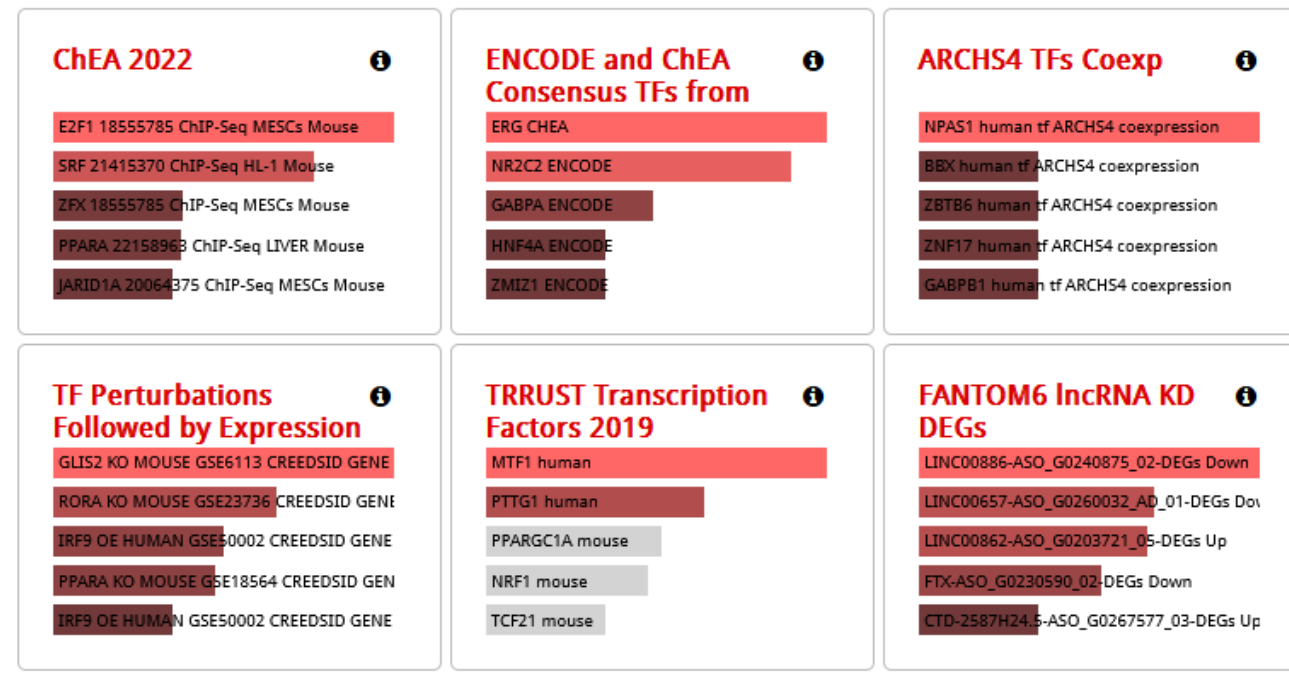 ChEA 2022
E2F1 18555785 ChIP-Seq MESCs Mouse
SRF 21415370 ChIP-Seq HL-1 Mouse
ZFX 18555785 ChIP-Seq MESCs Mouse
PPARA 22158963 ChIP-Seq LIVER Mouse
JARID1A 20064375 ChIP-Seq MESCs Mouse
ENCODE and ChEA
Consensus TFs from
ERG CHEA
NR2C2 ENCODE
GABPA ENCODE
HNF4A ENCODE
ZMIZ1 ENCODE
ARCHS4 TFs Coexp
NPAS1 human tf ARCHS4 coexpression
BBX human tf ARCHS4 coexpression
ZBTB6 human tf ARCHS4 coexpression
ZNF17 human tf ARCHS4 coexpression
GABPB1 human tf ARCHS4 coexpression
TF Perturbations
Followed by Expression
GLIS2 KO MOUSE GSE6113 CREEDSID GENE
RORA KO MOUSE GSE23736 CREEDSID GENE
IRF9 OE HUMAN GSE50002 CREEDSID GENE
PPARA KO MOUSE GSE18564 CREEDSID GEN
IRF9 OE HUMAN GSE50002 CREEDSID GENE
TRRUST Transcription
Factors 2019
MTF1 human
PTTG1 human
PPARGC1A mouse
NRF1 mouse
TCF21 mouse
FANTOM6 lncRNA KD
DEGs
LINC00886-ASO_G0240875_02-DEGs Down
LINC00657-ASO_G0260032_AD_01-DEGs Dov
LINC00862-ASO_G0203721_05-DEGs Up
FTX-ASO_G0230590_02-DEGs Down
CTD-2587H24.5-ASO_G0267577_03-DEGs Up